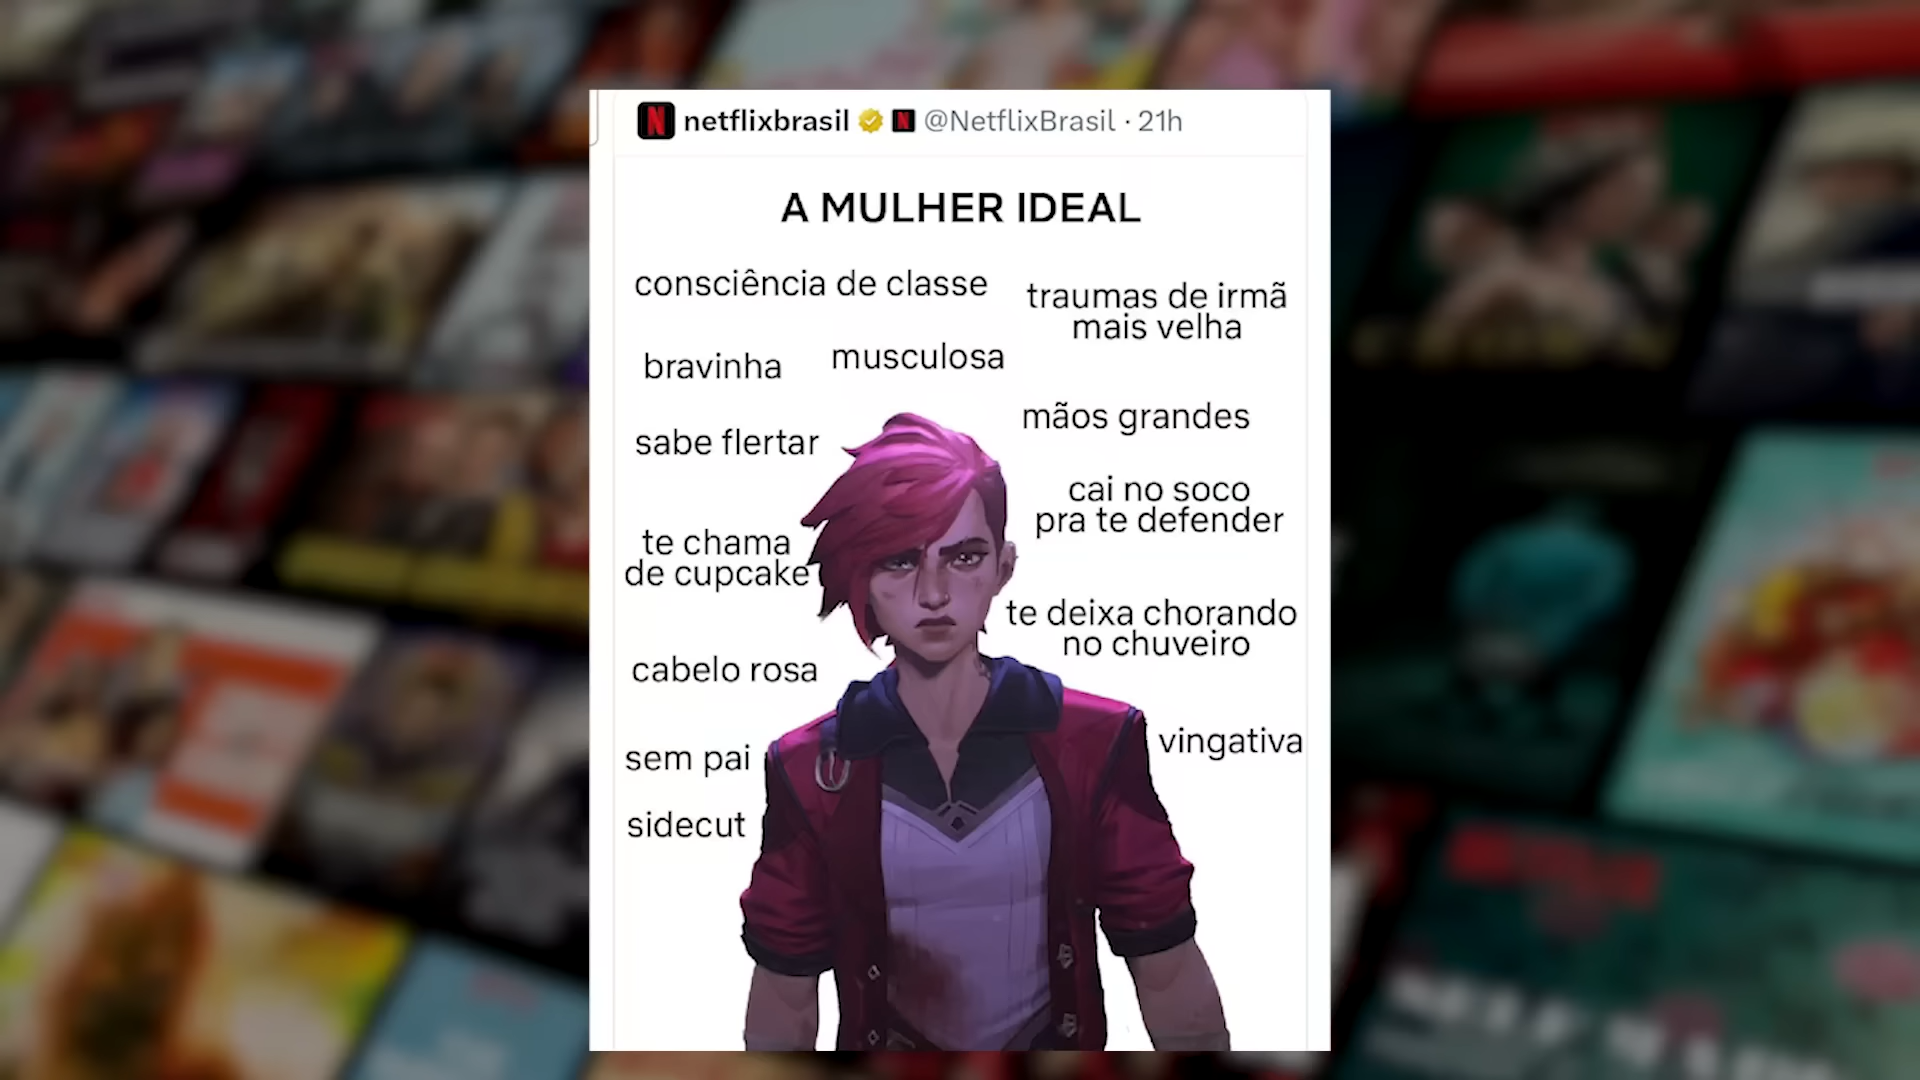 netflixbrasil @NetflixBrasil · 21h
A MULHER IDEAL
consciência de classe
traumas de irmã
mais velha
bravinha
musculosa
mãos grandes
sabe flertar
cai no soco
pra te defender
te chama
de cupcake
te deixa chorando
no chuveiro
cabelo rosa
vingativa
sem pai
sidecut